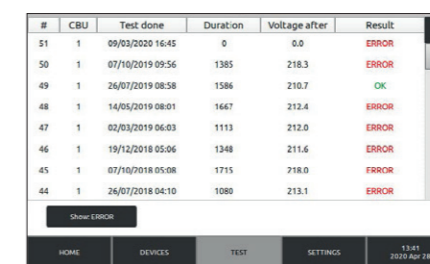 # CBU Test done Duration Voltage after Result
51 1 09/03/2020 16:45 0 0.0 ERROR
50 1 07/10/2019 09:56 1385 218.3 ERROR
49 1 26/07/2019 08:58 1586 210.7 OK
48 1 14/05/2019 08:01 1667 212.4 ERROR
47 1 02/03/2019 06:03 1113 212.0 ERROR
46 1 19/12/2018 05:06 1348 211.6 ERROR
45 1 07/10/2018 05:08 1715 218.0 ERROR
44 1 26/07/2018 04:10 1080 213.1 ERROR
Show: ERROR
HOME DEVICES TEST SETTINGS 13:41
2020 Apr 28